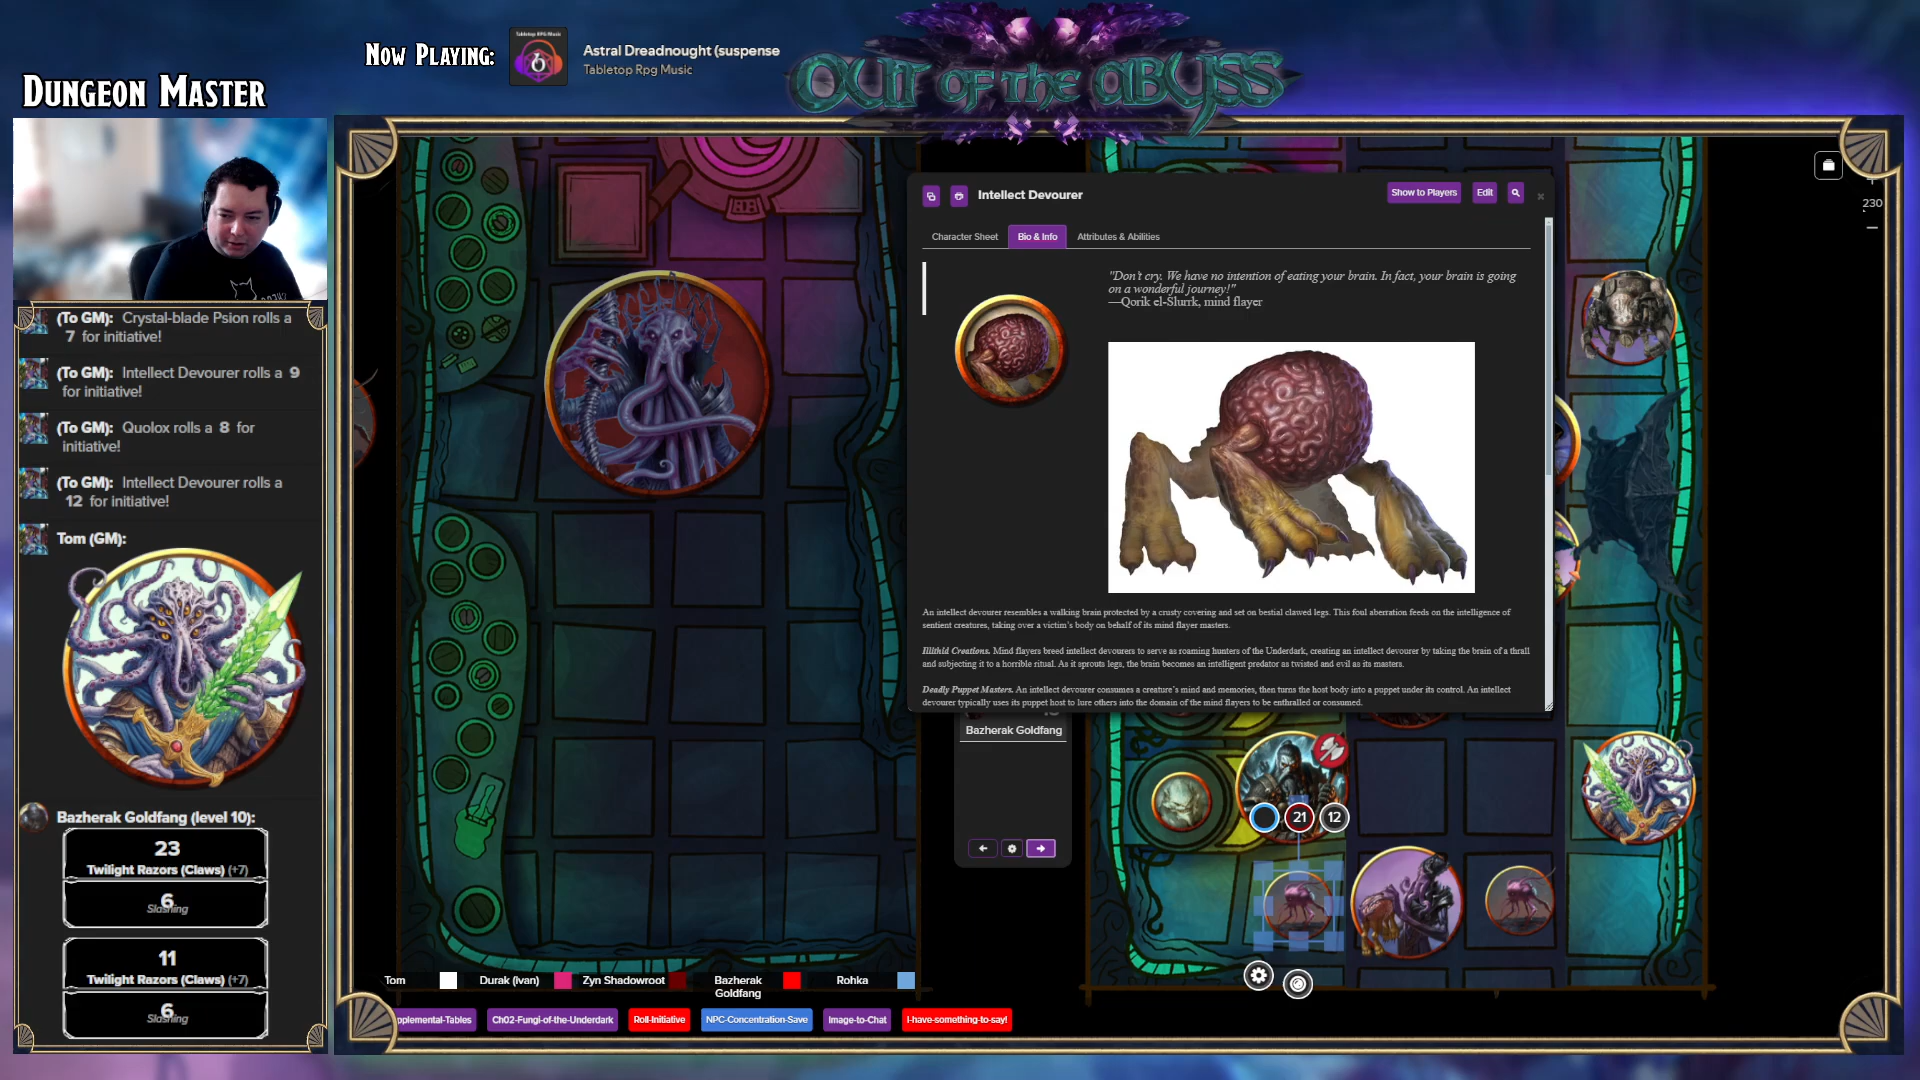 Now Playing:
Tabletop RPG Music
Astral Dreadnought (suspense
Tabletop Rpg Music
OUT OF THE ABYSS
Dungeon Master
(To GM): Crystal-blade Psion rolls a
7 for initiative!
(To GM): Intellect Devourer rolls a 9
for initiative!
(To GM): Quolox rolls a 8 for
initiative!
(To GM): Intellect Devourer rolls a
12 for initiative!
Tom (GM):
Bazherak Goldfang (level 10):
23
Twilight Razors (Claws) (+7)
6
Slashing
11
Twilight Razors (Claws) (+7)
6
Slashing
Intellect Devourer
Show to Players
Edit
Character Sheet
Bio & Info
Attributes & Abilities
"Don't cry. We have no intention of eating your brain. In fact, your brain is going
on a wonderful journey!"
—Qorik el-Slurrk, mind flayer
An intellect devourer resembles a walking brain protected by a crusty covering and set on bestial clawed legs. This foul aberration feeds on the intelligence of
sentient creatures, taking over a victim's body on behalf of its mind flayer masters.
Illithid Creations. Mind flayers breed intellect devourers to serve as roaming hunters of the Underdark, creating an intellect devourer by taking the brain of a thrall
and subjecting it to a horrible ritual. As it sprouts legs, the brain becomes an intelligent predator as twisted and evil as its masters.
Deadly Puppet Masters. An intellect devourer consumes a creature's mind and memories, then turns the host body into a puppet under its control. An intellect
devourer typically uses its puppet host to lure others into the domain of the mind flayers to be enthralled or consumed.
230
Bazherak Goldfang
21
12
Tom
Durak (Ivan)
Zyn Shadowroot
Bazherak
Goldfang
Rohka
pplemental-Tables
Ch02-Fungi-of-the-Underdark
Roll-Initiative
NPC-Concentration-Save
Image-to-Chat
I-have-something-to-say!